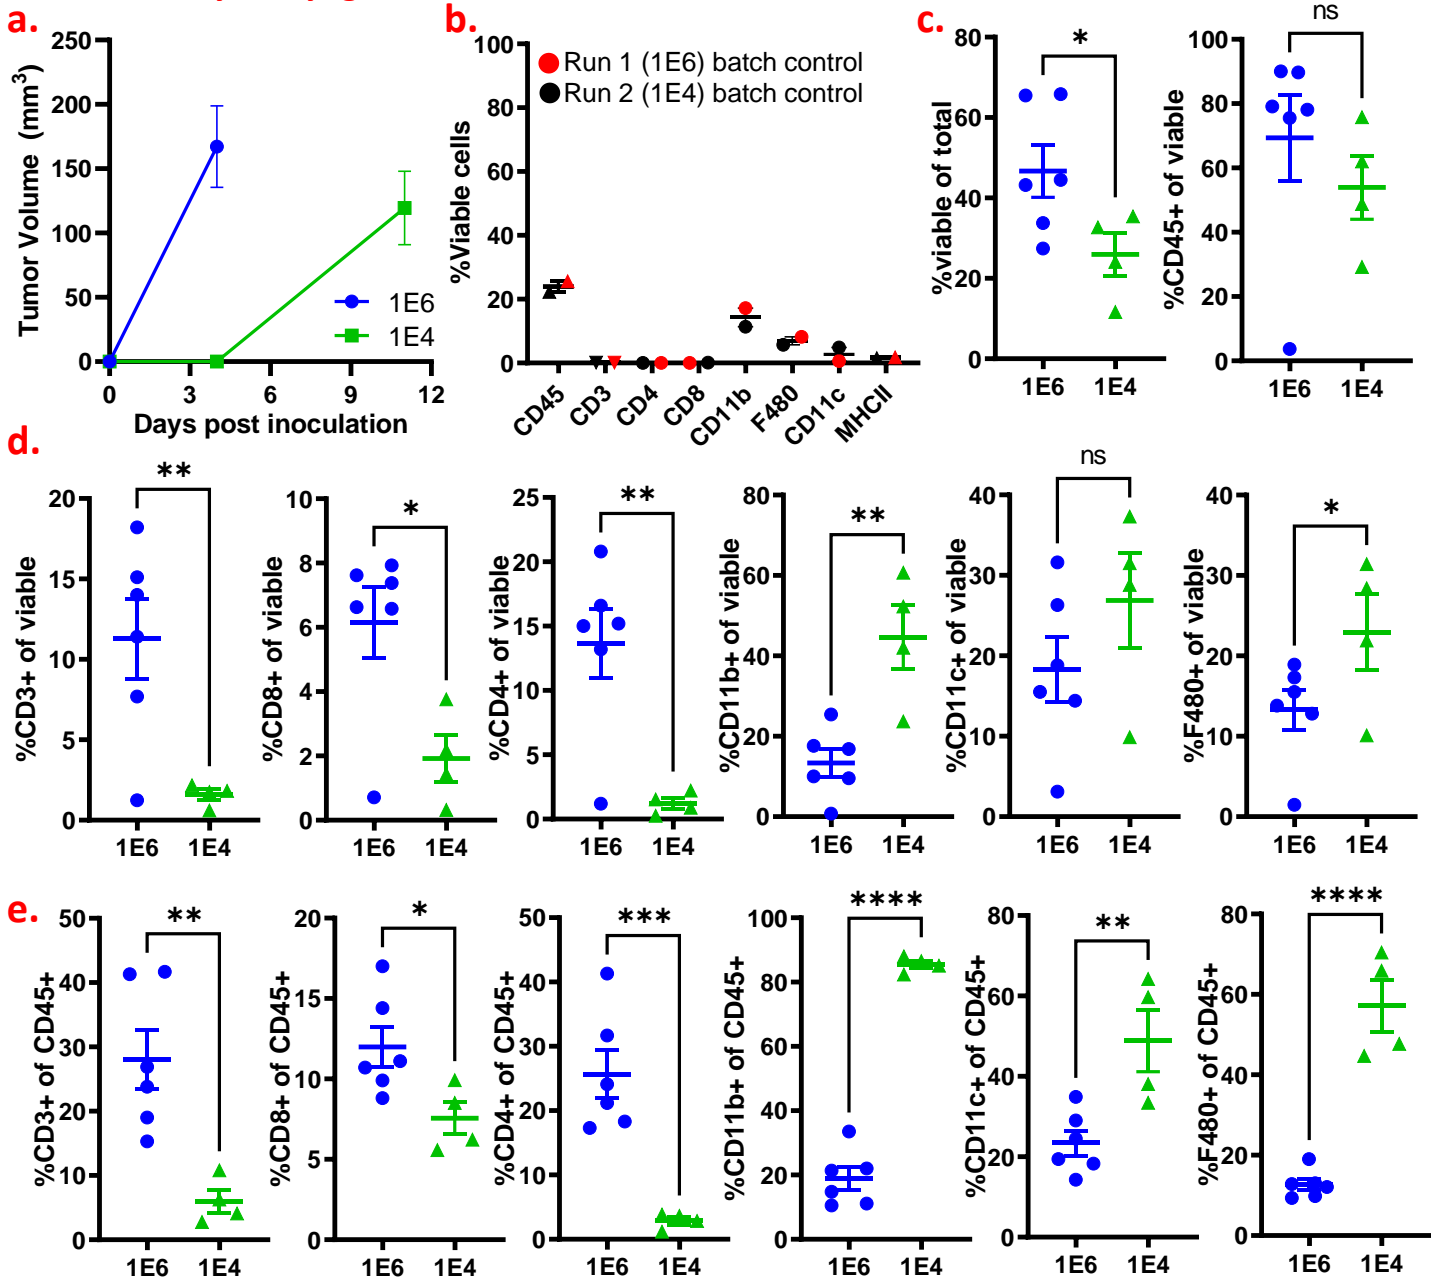 a.
250
200
150
100
50
0
Tumor Volume (mm³)
0 3 6 9 12
Days post inoculation
1E6
1E4
b.
100
80
60
40
20
0
%Viable cells
Run 1 (1E6) batch control
Run 2 (1E4) batch control
CD45 CD3 CD4 CD8 CD11b F480 CD11c MHCII
c.
80
60
40
20
0
%viable of total
*
1E6 1E4
100
80
60
40
20
0
%CD45+ of viable
ns
1E6 1E4
d.
20
15
10
5
0
%CD3+ of viable
**
1E6 1E4
10
8
6
4
2
0
%CD8+ of viable
*
1E6 1E4
25
20
15
10
5
0
%CD4+ of viable
**
1E6 1E4
80
60
40
20
0
%CD11b+ of viable
**
1E6 1E4
40
30
20
10
0
%CD11c+ of viable
ns
1E6 1E4
40
30
20
10
0
%F480+ of viable
*
1E6 1E4
e.
50
40
30
20
10
0
%CD3+ of CD45+
**
1E6 1E4
20
15
10
5
0
%CD8+ of CD45+
*
1E6 1E4
50
40
30
20
10
0
%CD4+ of CD45+
***
1E6 1E4
100
80
60
40
20
0
%CD11b+ of CD45+
****
1E6 1E4
80
60
40
20
0
%CD11c+ of CD45+
**
1E6 1E4
80
60
40
20
0
%F480+ of CD45+
****
1E6 1E4